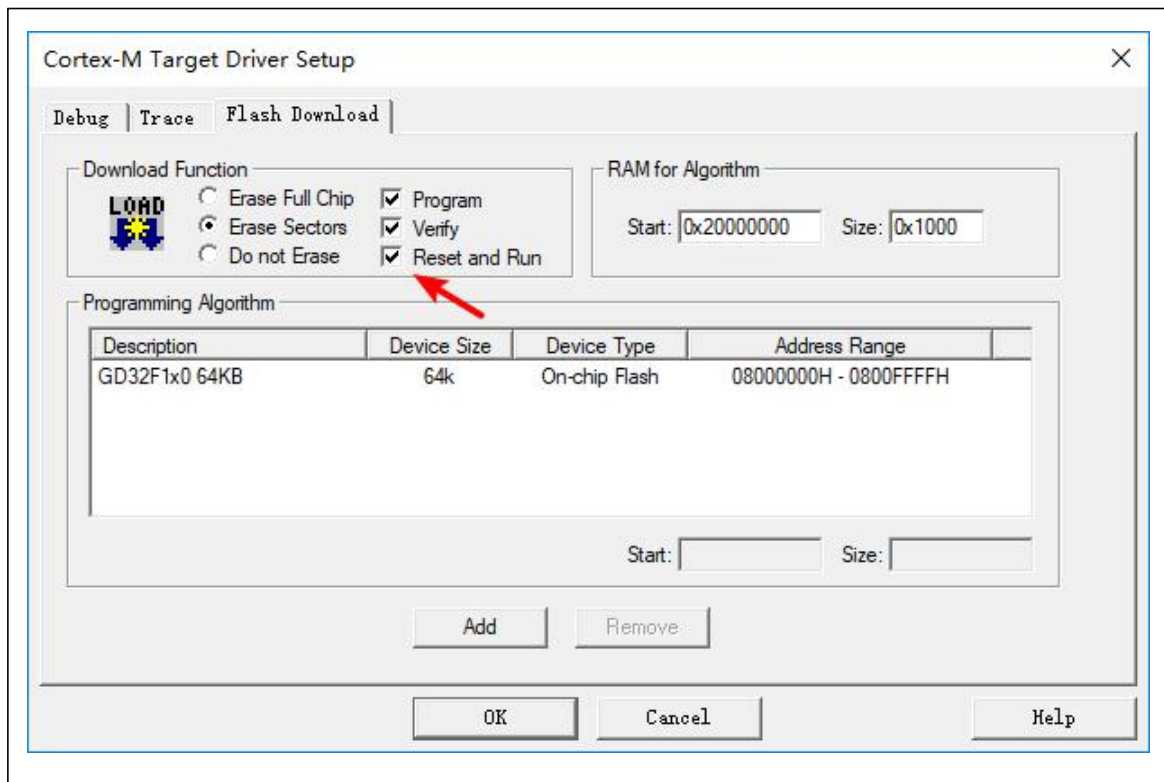 Cortex-M Target Driver Setup
Debug Trace Flash Download
Download Function
LOAD
Erase Full Chip Program
Erase Sectors Verify
Do not Erase Reset and Run
RAM for Algorithm
Start: 0x20000000 Size: 0x1000
Programming Algorithm
Description Device Size Device Type Address Range
GD32F1x0 64KB 64k On-chip Flash 08000000H - 0800FFFFH
Start: Size:
Add Remove
OK Cancel Help